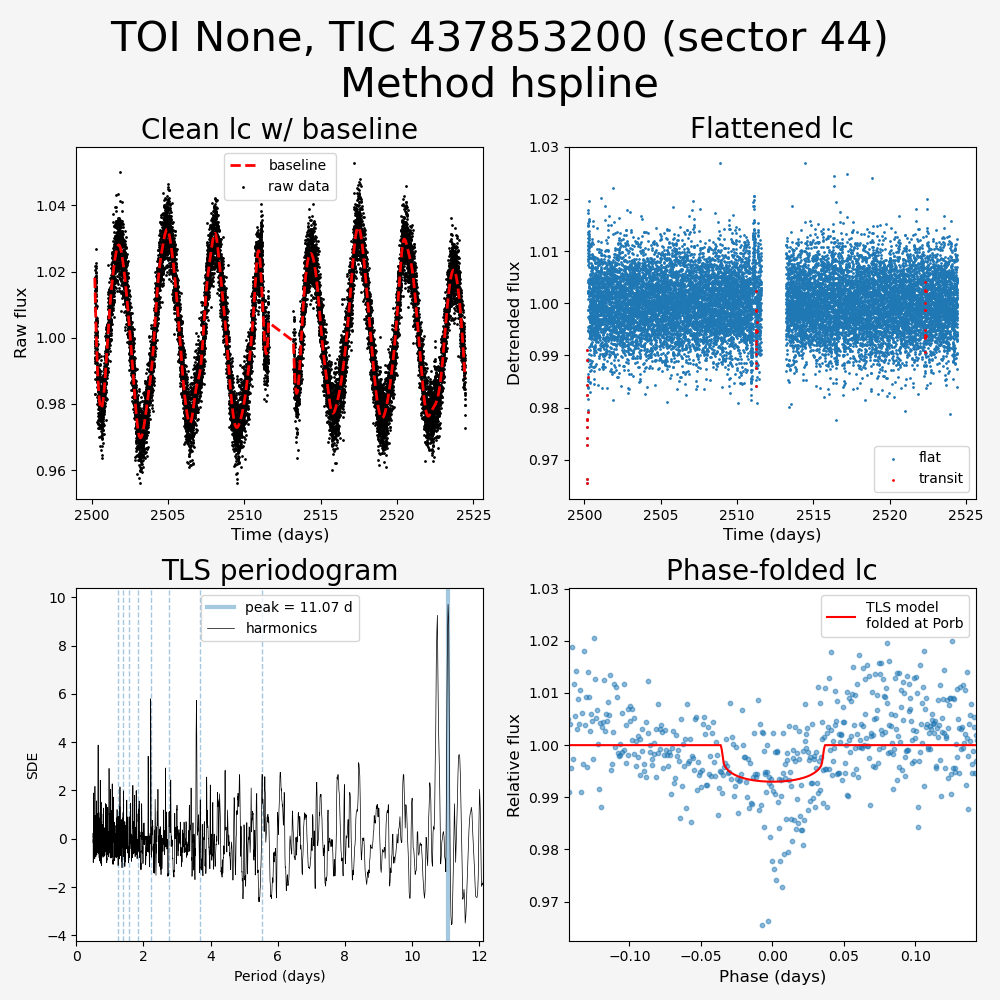 TOI None, TIC 437853200 (sector 44)
Method hspline
Clean lc w/ baseline
baseline
raw data
1.04
1.02
1.00
0.98
0.96
Raw flux
2500
2505
2510
2515
2520
2525
Time (days)
Flattened lc
1.03
1.02
1.01
1.00
0.99
0.98
0.97
Detrended flux
flat
transit
2500
2505
2510
2515
2520
2525
Time (days)
TLS periodogram
peak = 11.07 d
harmonics
10
8
6
4
2
0
−2
−4
SDE
0
2
4
6
8
10
12
Period (days)
Phase-folded lc
TLS model
folded at Porb
1.03
1.02
1.01
1.00
0.99
0.98
0.97
Relative flux
−0.10
−0.05
0.00
0.05
0.10
Phase (days)